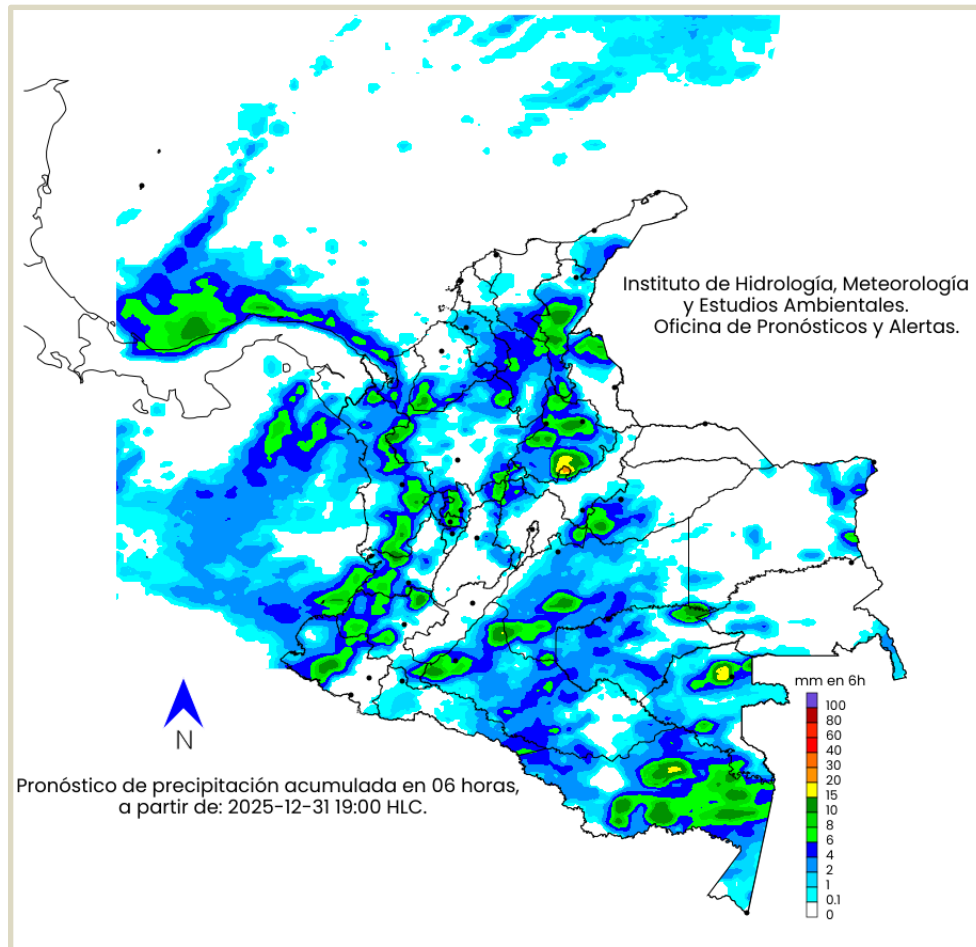 Instituto de Hidrología, Meteorología
y Estudios Ambientales.
Oficina de Pronósticos y Alertas.
mm en 6h
100
80
60
40
30
20
15
10
8
6
4
2
1
0.1
0
N
Pronóstico de precipitación acumulada en 06 horas,
a partir de: 2025-12-31 19:00 HLC.